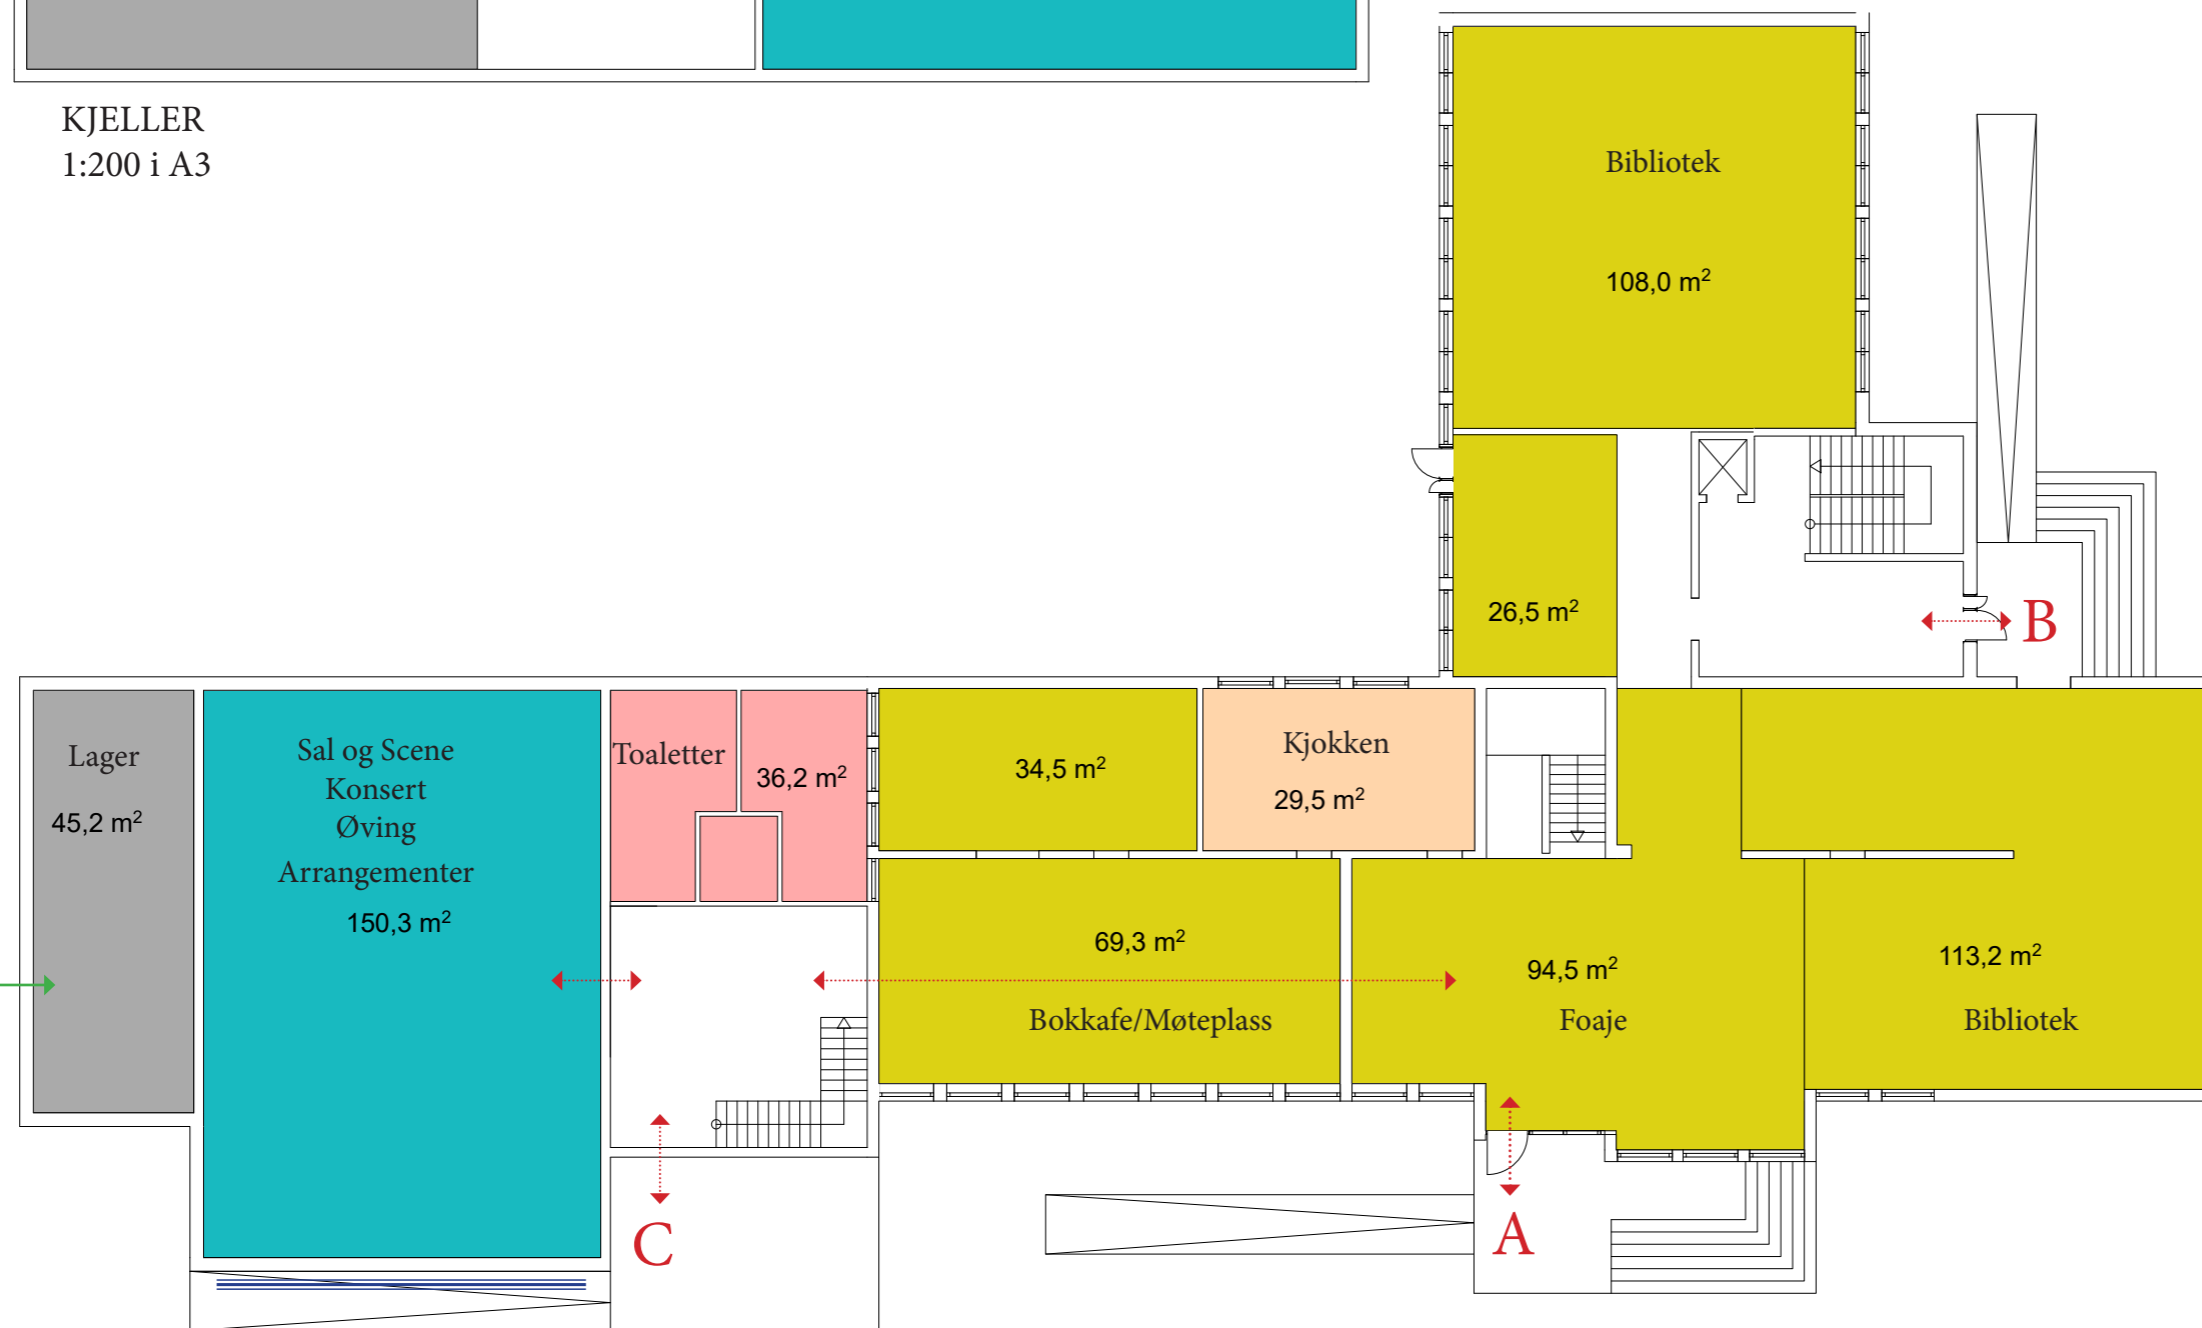 KJELLER
1:200 i A3
Bibliotek
108,0 m²
26,5 m²
B
Lager
45,2 m²
Sal og Scene
Konsert
Øving
Arrangementer
150,3 m²
Toaletter
36,2 m²
34,5 m²
Kjokken
29,5 m²
69,3 m²
Bokkafe/Møteplass
94,5 m²
Foaje
113,2 m²
Bibliotek
C
A